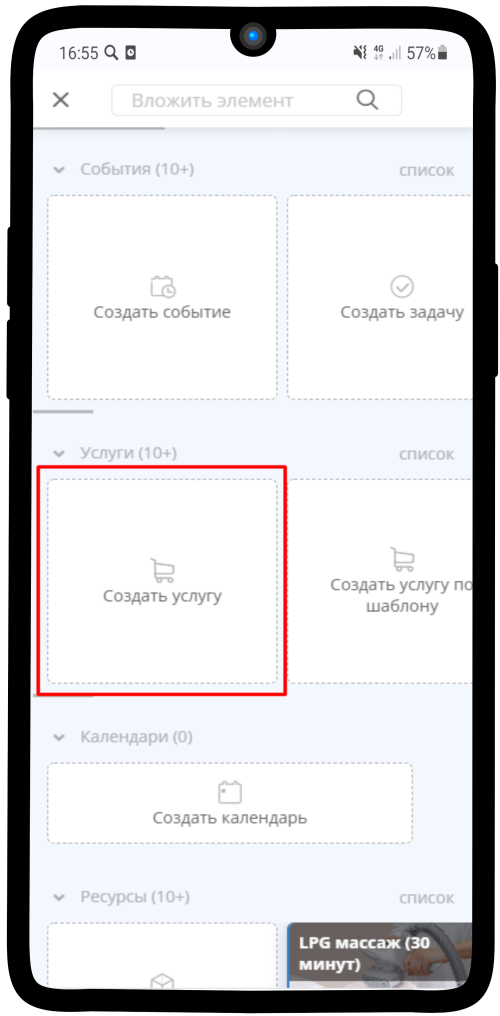 16:55 4G 57%
Вложить элемент
События (10+) список
Создать событие Создать задачу
Услуги (10+) список
Создать услугу
Создать услугу по
шаблону
Календари (0)
Создать календарь
Ресурсы (10+) список
LPG массаж (30
минут)